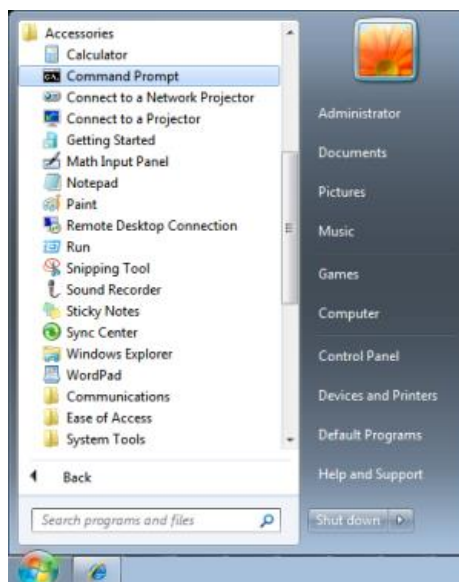 Accessories
Calculator
Command Prompt
Connect to a Network Projector
Connect to a Projector
Getting Started
Math Input Panel
Notepad
Paint
Remote Desktop Connection
Run
Snipping Tool
Sound Recorder
Sticky Notes
Sync Center
Windows Explorer
WordPad
Communications
Ease of Access
System Tools
Back
Search programs and files
Administrator
Documents
Pictures
Music
Games
Computer
Control Panel
Devices and Printers
Default Programs
Help and Support
Shut down